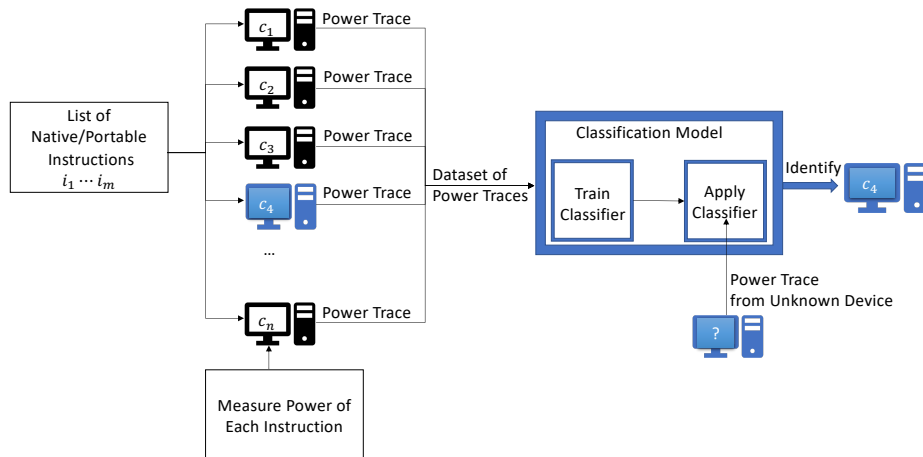 List of
Native/Portable
Instructions
i₁ ⋯ iₘ
c₁
Power Trace
c₂
Power Trace
c₃
Power Trace
c₄
Power Trace
...
cₙ
Power Trace
Measure Power of
Each Instruction
Dataset of
Power Traces
Classification Model
Train
Classifier
Apply
Classifier
Identify
c₄
Power Trace
from Unknown Device
?